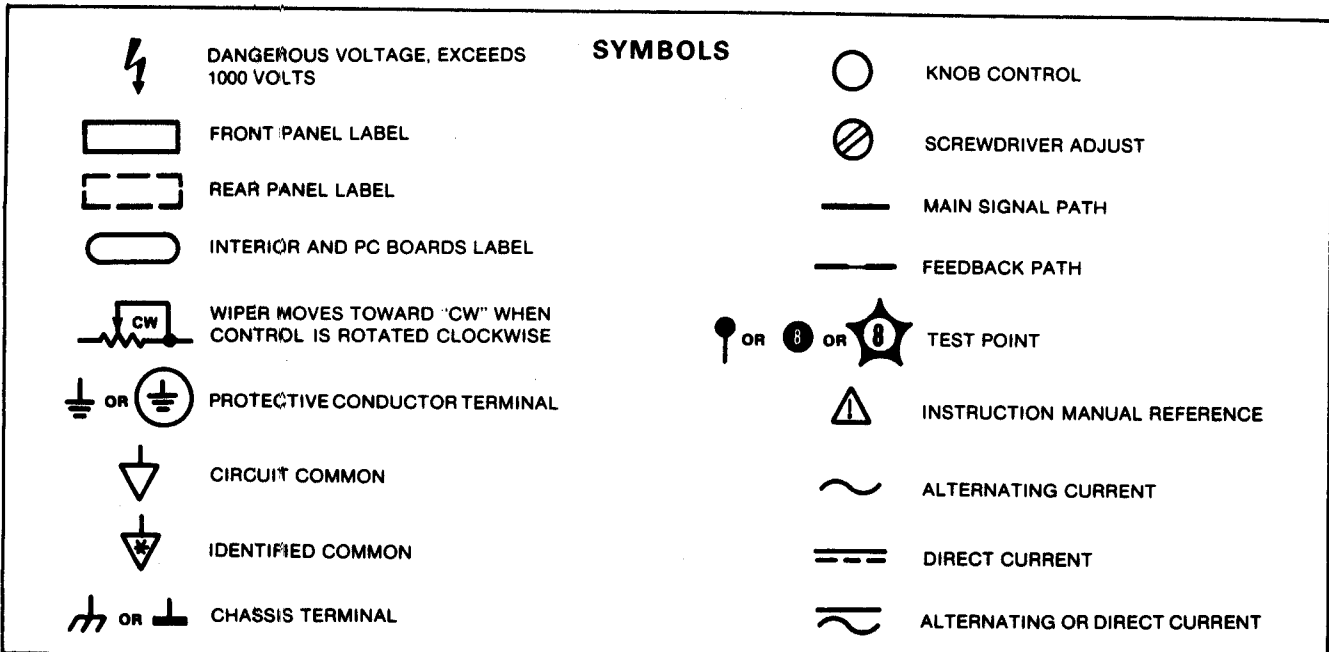 SYMBOLS
DANGEROUS VOLTAGE, EXCEEDS
1000 VOLTS
FRONT PANEL LABEL
REAR PANEL LABEL
INTERIOR AND PC BOARDS LABEL
CW
WIPER MOVES TOWARD "CW" WHEN
CONTROL IS ROTATED CLOCKWISE
OR
PROTECTIVE CONDUCTOR TERMINAL
CIRCUIT COMMON
*
IDENTIFIED COMMON
OR
CHASSIS TERMINAL
KNOB CONTROL
SCREWDRIVER ADJUST
MAIN SIGNAL PATH
FEEDBACK PATH
OR 8 OR 8
TEST POINT
!
INSTRUCTION MANUAL REFERENCE
ALTERNATING CURRENT
DIRECT CURRENT
ALTERNATING OR DIRECT CURRENT